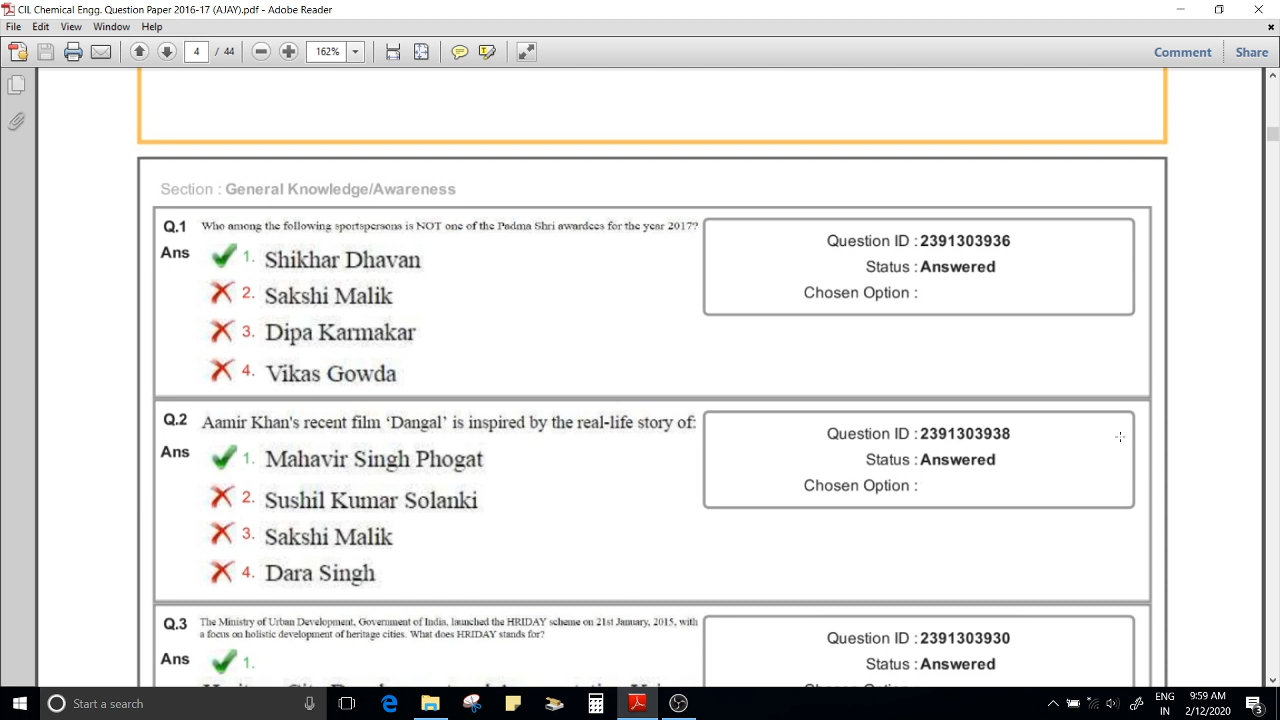 CIL Chemical Engg. Question Paper 2016-17 (AJAY).pdf - Adobe Reader
File Edit View Window Help
4 / 44 162% Comment Share
Section : General Knowledge/Awareness
Q.1 Who among the following sportspersons is NOT one of the Padma Shri awardees for the year 2017?
Ans 1. Shikhar Dhavan
2. Sakshi Malik
3. Dipa Karmakar
4. Vikas Gowda
Question ID : 2391303936
Status : Answered
Chosen Option :
Q.2 Aamir Khan's recent film ‘Dangal’ is inspired by the real-life story of:
Ans 1. Mahavir Singh Phogat
2. Sushil Kumar Solanki
3. Sakshi Malik
4. Dara Singh
Question ID : 2391303938
Status : Answered
Chosen Option :
Q.3 The Ministry of Urban Development, Government of India, launched the HRIDAY scheme on 21st January, 2015, with
a focus on holistic development of heritage cities. What does HRIDAY stands for?
Ans 1.
Question ID : 2391303930
Status : Answered
Start a search
ENG
IN
9:59 AM
2/12/2020
3